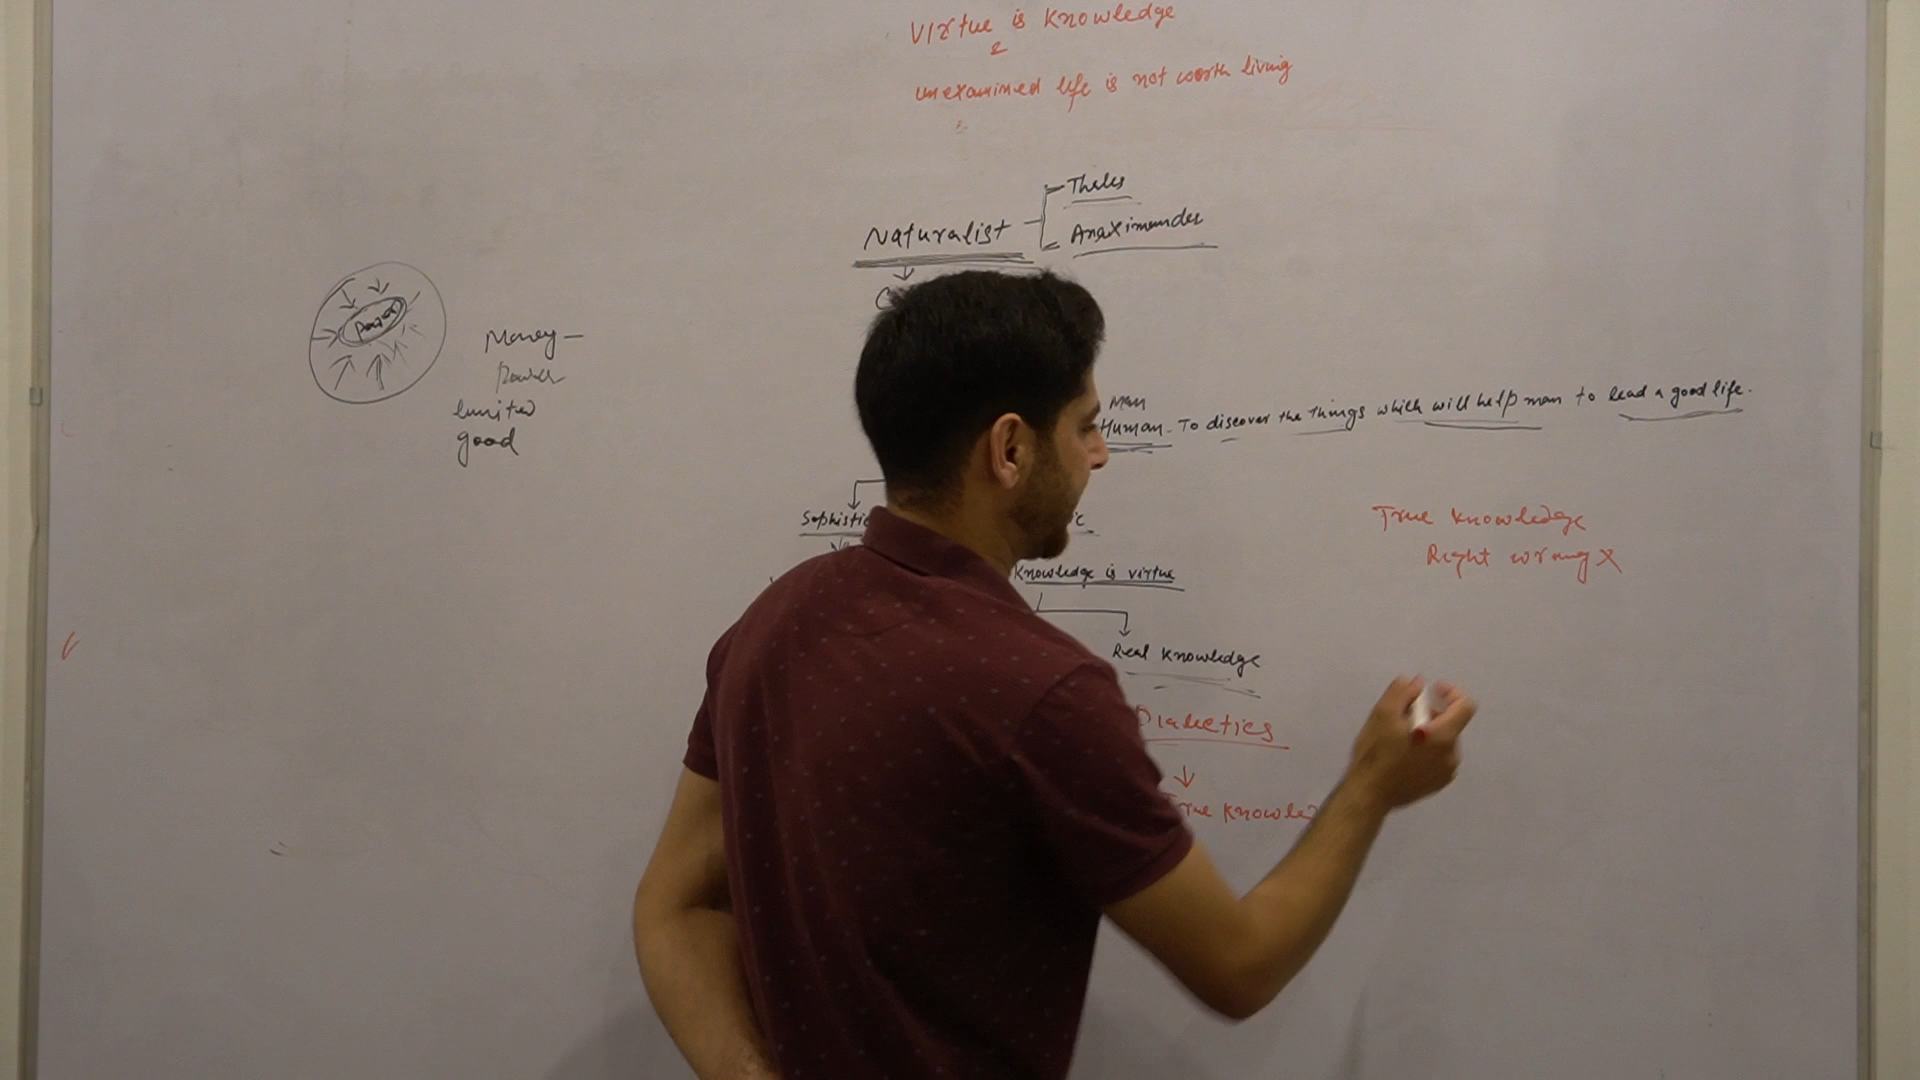 Virtue is Knowledge
unexamined life is not worth living
Naturalist
Thales
Anaximander
Power
Money -
Power
limited
good
Man
Human - To discover the things which will help man to lead a good life.
Sophistic
True Knowledge
Right wrong X
Knowledge is virtue
Real Knowledge
Dialectics
True Knowle